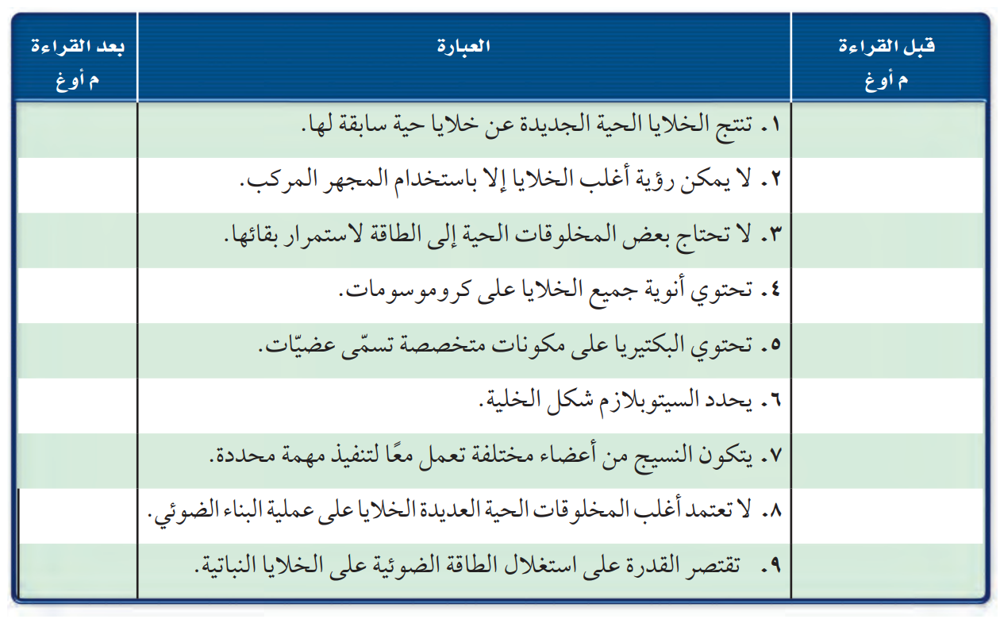 قبل القراءة
م أوغ
العبارة
بعد القراءة
م أوغ
١. تنتج الخلايا الحية الجديدة عن خلايا حية سابقة لها.
٢. لا يمكن رؤية أغلب الخلايا إلا باستخدام المجهر المركب.
٣. لا تحتاج بعض المخلوقات الحية إلى الطاقة لاستمرار بقائها.
٤. تحتوي أنوية جميع الخلايا على كروموسومات.
٥. تحتوي البكتيريا على مكونات متخصصة تسمّى عضيّات.
٦. يحدد السيتوبلازم شكل الخلية.
٧. يتكون النسيج من أعضاء مختلفة تعمل معًا لتنفيذ مهمة محددة.
٨. لا تعتمد أغلب المخلوقات الحية العديدة الخلايا على عملية البناء الضوئي.
٩. تقتصر القدرة على استغلال الطاقة الضوئية على الخلايا النباتية.